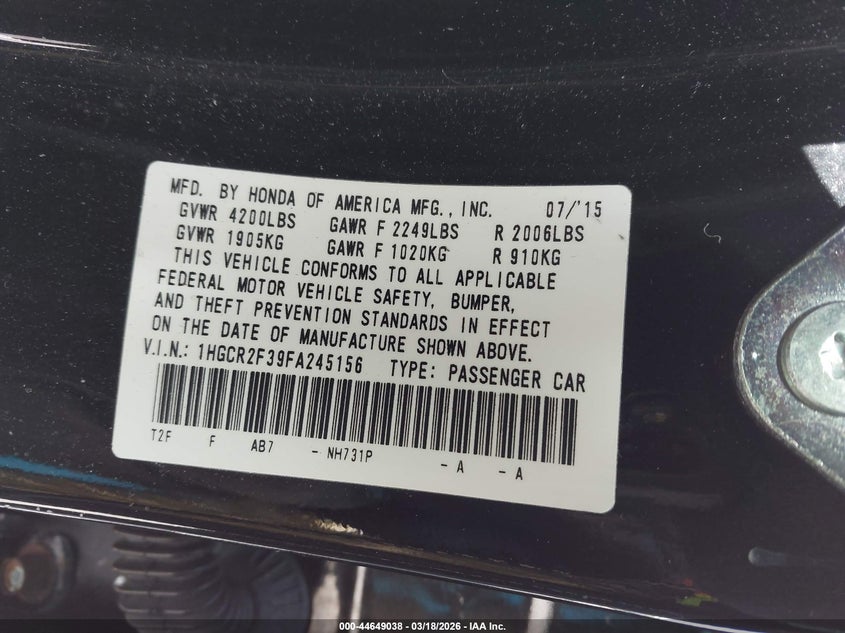 MFD. BY HONDA OF AMERICA MFG., INC. 07/'15
GVWR 4200LBS GAWR F 2249LBS R 2006LBS
GVWR 1905KG GAWR F 1020KG R 910KG
THIS VEHICLE CONFORMS TO ALL APPLICABLE
FEDERAL MOTOR VEHICLE SAFETY, BUMPER,
AND THEFT PREVENTION STANDARDS IN EFFECT
ON THE DATE OF MANUFACTURE SHOWN ABOVE.
V.I.N.: 1HGCR2F39FA245156 TYPE: PASSENGER CAR
T2F F AB7 - NH731P - A - A
000-44649038 - 03/18/2026 - IAA Inc.